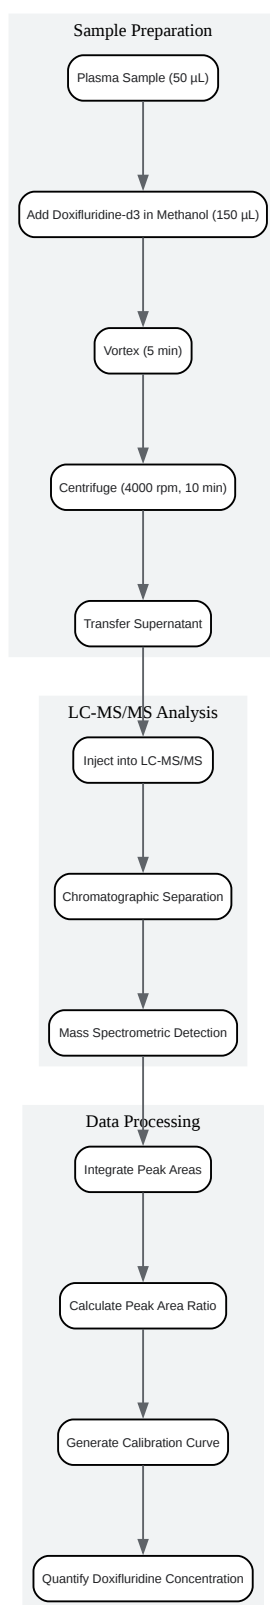 Sample Preparation
Plasma Sample (50 µL)
Add Doxifluridine-d3 in Methanol (150 µL)
Vortex (5 min)
Centrifuge (4000 rpm, 10 min)
Transfer Supernatant
LC-MS/MS Analysis
Inject into LC-MS/MS
Chromatographic Separation
Mass Spectrometric Detection
Data Processing
Integrate Peak Areas
Calculate Peak Area Ratio
Generate Calibration Curve
Quantify Doxifluridine Concentration